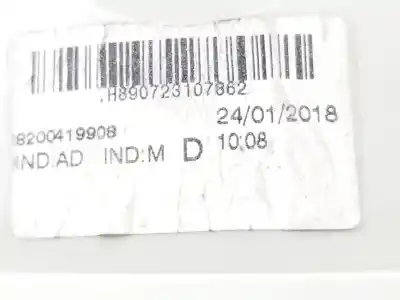 .H890723107862
24/01/2018
8200419908
IND.AD IND:M D 10:08